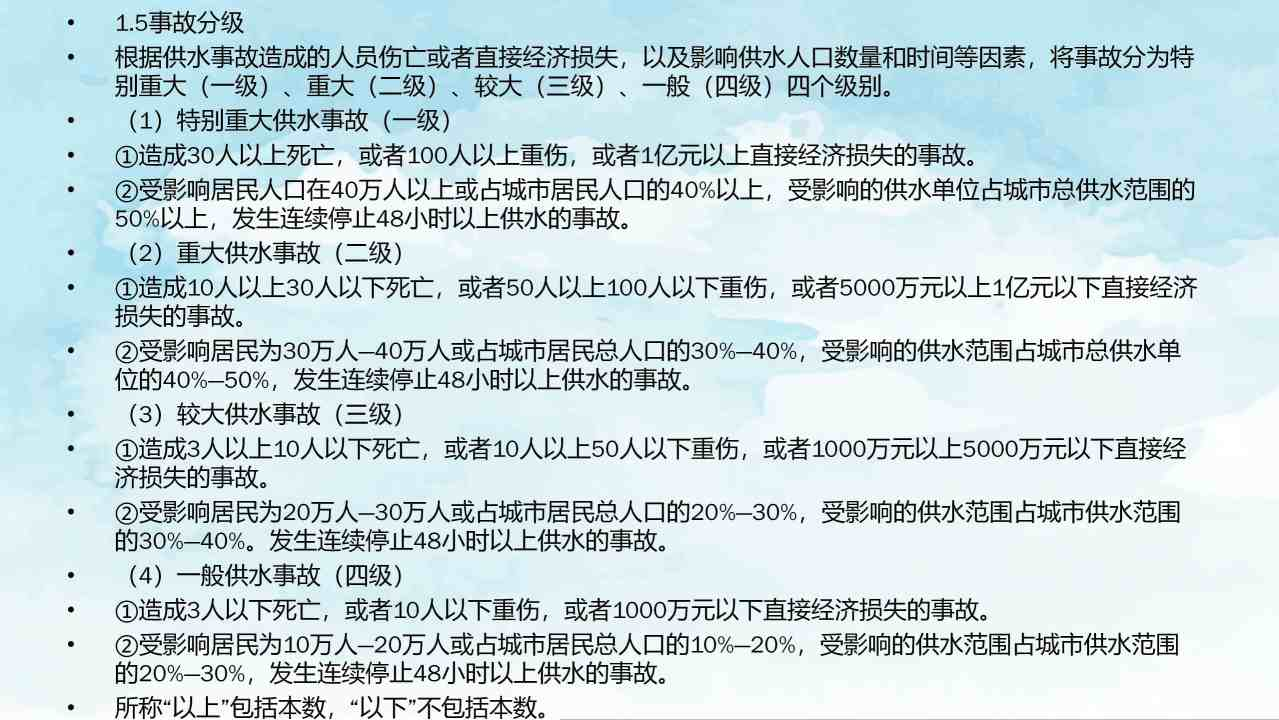 • 1.5事故分级
• 根据供水事故造成的人员伤亡或者直接经济损失，以及影响供水人口数量和时间等因素，将事故分为特
别重大（一级）、重大（二级）、较大（三级）、一般（四级）四个级别。
• （1）特别重大供水事故（一级）
• ①造成30人以上死亡，或者100人以上重伤，或者1亿元以上直接经济损失的事故。
• ②受影响居民人口在40万人以上或占城市居民人口的40%以上，受影响的供水单位占城市总供水范围的
50%以上，发生连续停止48小时以上供水的事故。
• （2）重大供水事故（二级）
• ①造成10人以上30人以下死亡，或者50人以上100人以下重伤，或者5000万元以上1亿元以下直接经济
损失的事故。
• ②受影响居民为30万人—40万人或占城市居民总人口的30%—40%，受影响的供水范围占城市总供水单
位的40%—50%，发生连续停止48小时以上供水的事故。
• （3）较大供水事故（三级）
• ①造成3人以上10人以下死亡，或者10人以上50人以下重伤，或者1000万元以上5000万元以下直接经
济损失的事故。
• ②受影响居民为20万人—30万人或占城市居民总人口的20%—30%，受影响的供水范围占城市供水范围
的30%—40%。发生连续停止48小时以上供水的事故。
• （4）一般供水事故（四级）
• ①造成3人以下死亡，或者10人以下重伤，或者1000万元以下直接经济损失的事故。
• ②受影响居民为10万人—20万人或占城市居民总人口的10%—20%，受影响的供水范围占城市供水范围
的20%—30%，发生连续停止48小时以上供水的事故。
• 所称“以上”包括本数，“以下”不包括本数。